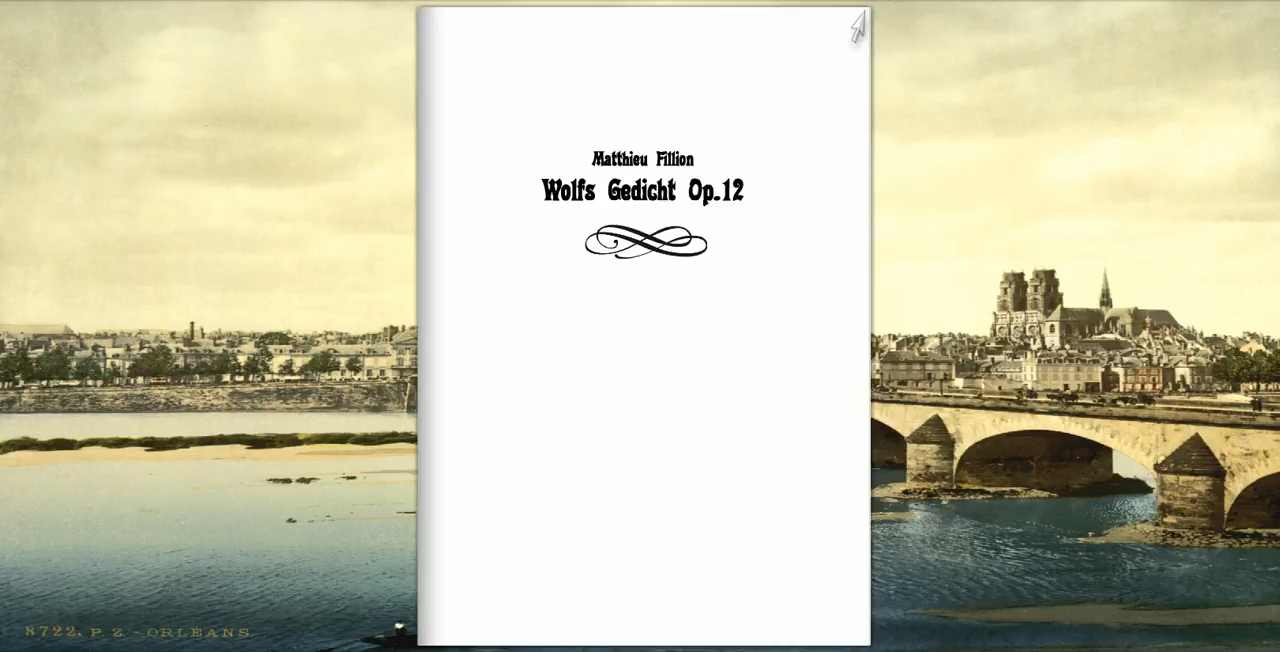 Matthieu Fillion
Wolfs Gedicht Op.12
8722. P. Z. - ORLEANS.